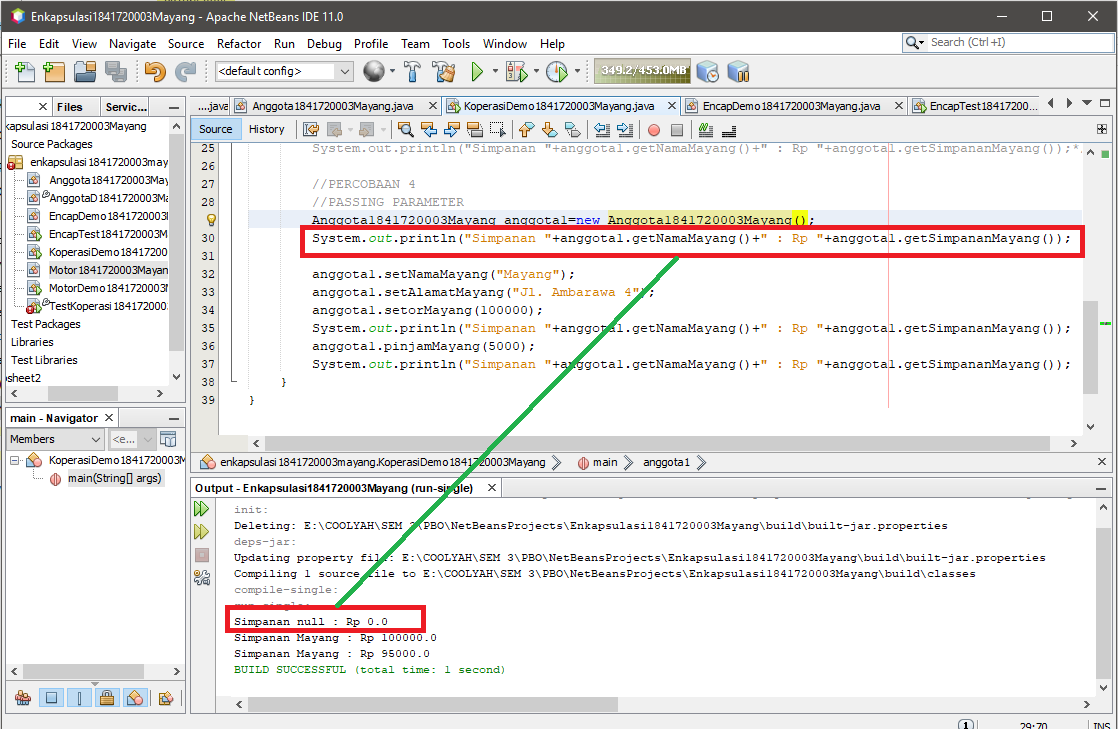 Enkapsulasi1841720003Mayang - Apache NetBeans IDE 11.0
File Edit View Navigate Source Refactor Run Debug Profile Team Tools Window Help
Search (Ctrl+I)
<default config>
349.2/453.0MB
Files Servic...
kapsulasi1841720003Mayang
Source Packages
enkapsulasi1841720003may
Anggota1841720003May
AnggotaD1841720003Ma
EncapDemo1841720003
EncapTest1841720003M
KoperasiDemo18417200
Motor1841720003Mayan
MotorDemo1841720003
TestKoperasi184172000
Test Packages
Libraries
Test Libraries
osheet2
main - Navigator
Members
<e...
KoperasiDemo1841720003M
main(String[] args)
....java Anggota1841720003Mayang.java KoperasiDemo1841720003Mayang.java EncapDemo1841720003Mayang.java EncapTest18417200...
Source History
25 System.out.println("Simpanan "+anggota1.getNamaMayang()+" : Rp "+anggota1.getSimpananMayang());*
26
27 //PERCOBAAN 4
28 //PASSING PARAMETER
Anggota1841720003Mayang anggota1=new Anggota1841720003Mayang();
30 System.out.println("Simpanan "+anggota1.getNamaMayang()+" : Rp "+anggota1.getSimpananMayang());
31
32 anggota1.setNamaMayang("Mayang");
33 anggota1.setAlamatMayang("Jl. Ambarawa 4");
34 anggota1.setorMayang(100000);
35 System.out.println("Simpanan "+anggota1.getNamaMayang()+" : Rp "+anggota1.getSimpananMayang());
36 anggota1.pinjamMayang(5000);
37 System.out.println("Simpanan "+anggota1.getNamaMayang()+" : Rp "+anggota1.getSimpananMayang());
38 }
39 }
enkapsulasi1841720003mayang.KoperasiDemo1841720003Mayang main anggota1
Output - Enkapsulasi1841720003Mayang (run-single)
init:
Deleting: E:\COOLYAH\SEM 3\PBO\NetBeansProjects\Enkapsulasi1841720003Mayang\build\built-jar.properties
deps-jar:
Updating property file: E:\COOLYAH\SEM 3\PBO\NetBeansProjects\Enkapsulasi1841720003Mayang\build\built-jar.properties
Compiling 1 source file to E:\COOLYAH\SEM 3\PBO\NetBeansProjects\Enkapsulasi1841720003Mayang\build\classes
compile-single:
run-single:
Simpanan null : Rp 0.0
Simpanan Mayang : Rp 100000.0
Simpanan Mayang : Rp 95000.0
BUILD SUCCESSFUL (total time: 1 second)
1 29:70 INS